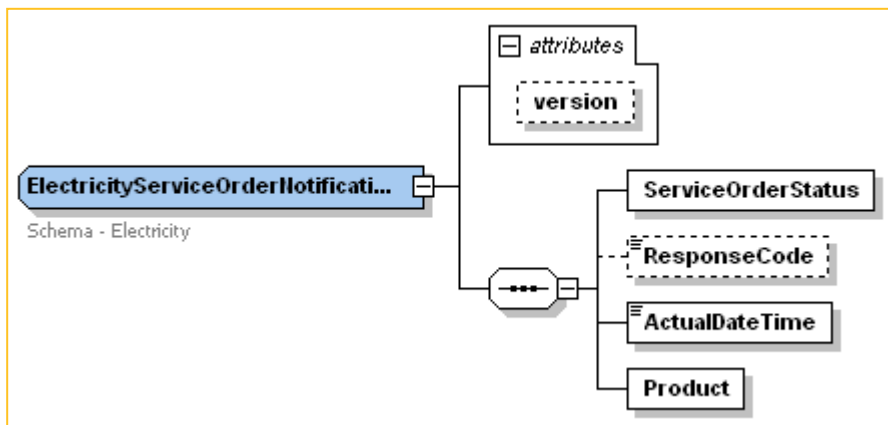 attributes
version
ElectricityServiceOrderNotificati...
Schema - Electricity
ServiceOrderStatus
ResponseCode
ActualDateTime
Product